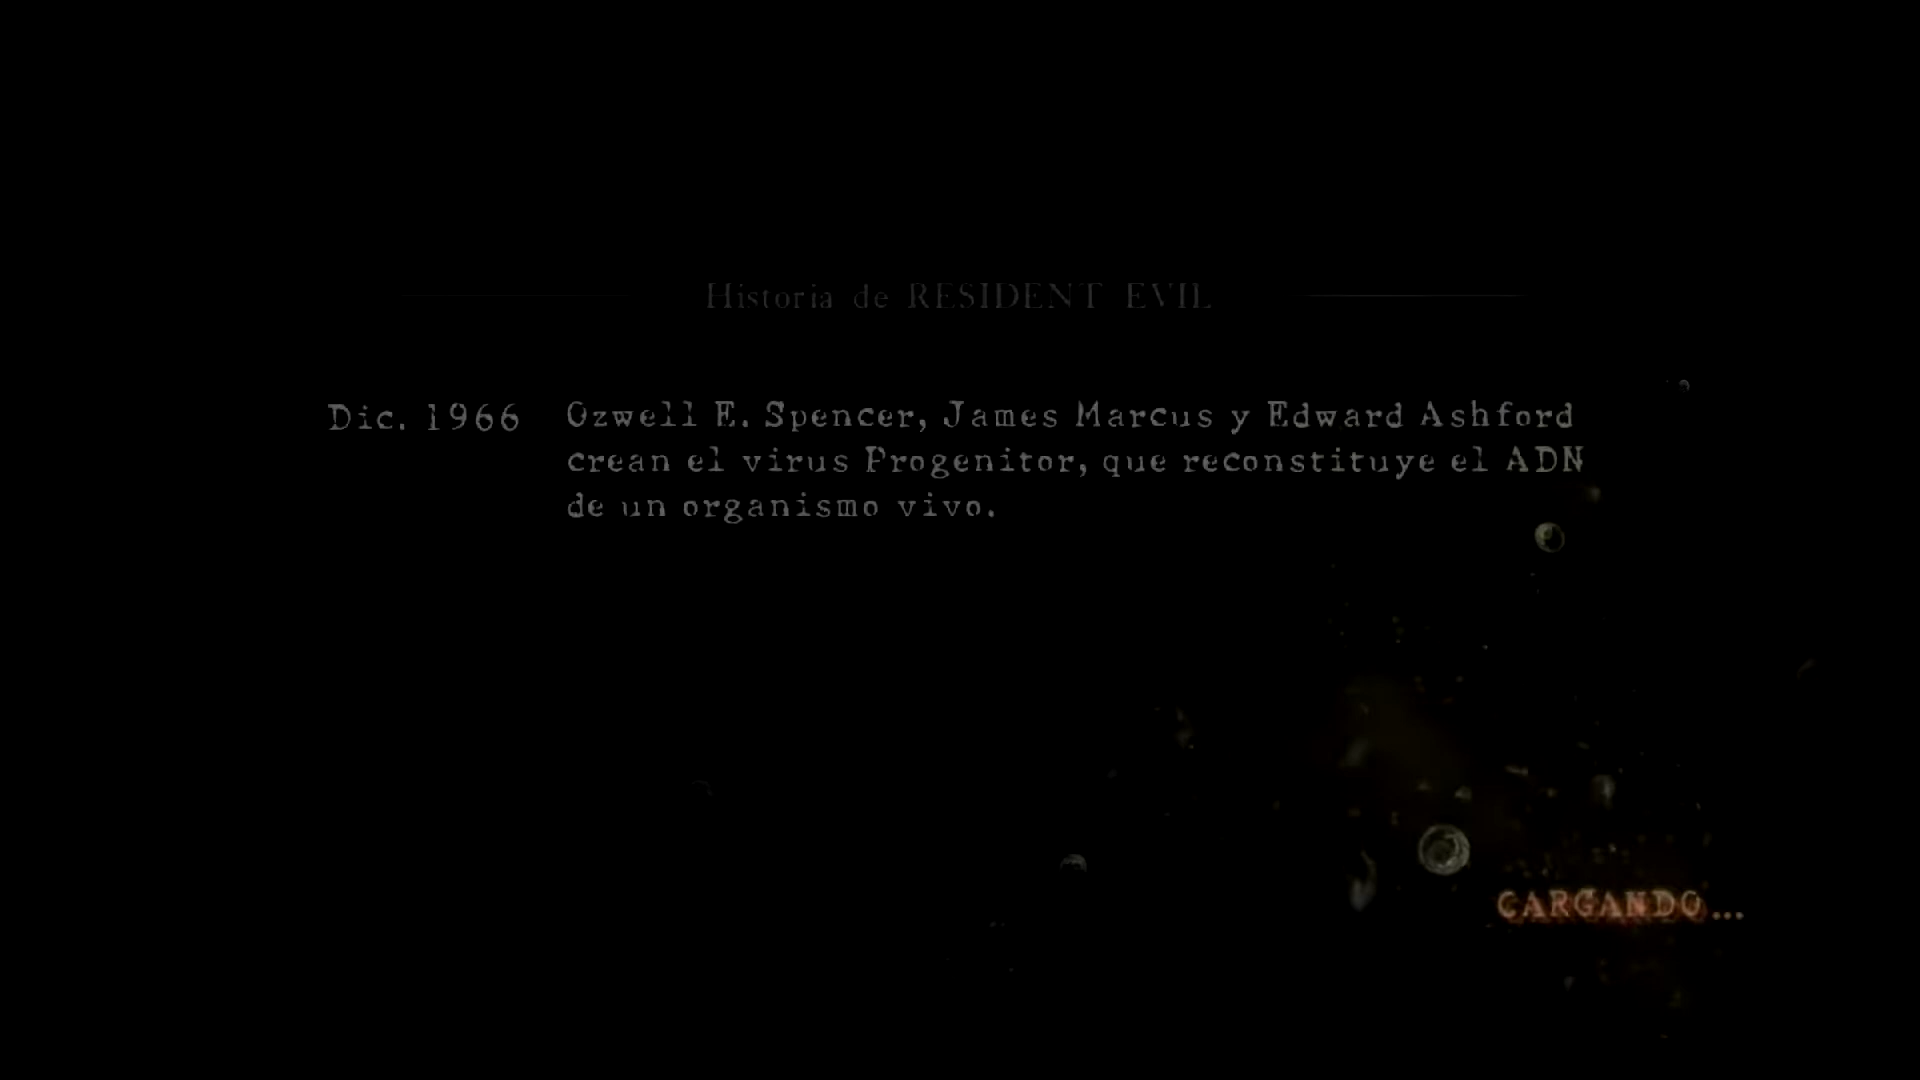 Historia de RESIDENT EVIL
Dic. 1966 Ozwell E. Spencer, James Marcus y Edward Ashford
crean el virus Progenitor, que reconstituye el ADN
de un organismo vivo.
CARGANDO...